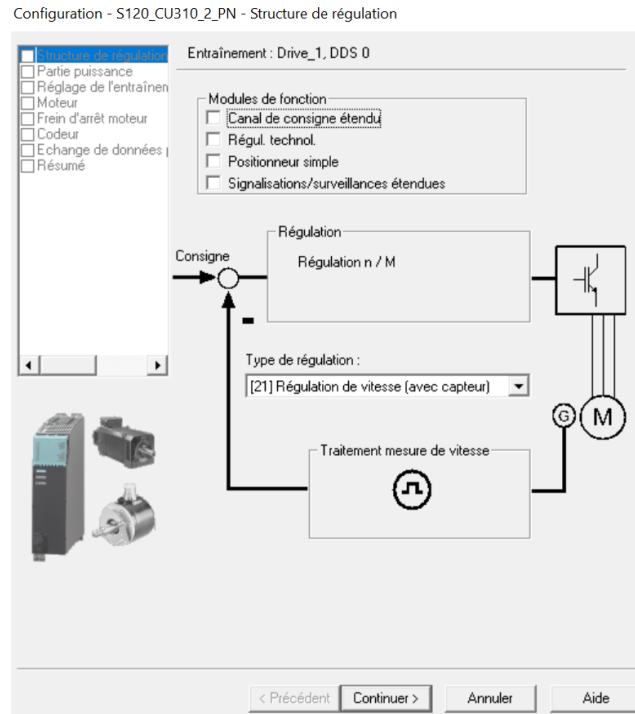 Configuration - S120_CU310_2_PN - Structure de régulation
Structure de régulation
Partie puissance
Réglage de l'entraînen
Moteur
Frein d'arrêt moteur
Codeur
Echange de données p
Résumé
Entraînement : Drive_1, DDS 0
Modules de fonction
Canal de consigne étendu
Régul. technol.
Positionneur simple
Signalisations/surveillances étendues
Régulation
Consigne
Régulation n / M
Type de régulation :
[21] Régulation de vitesse (avec capteur)
G
M
Traitement mesure de vitesse
< Précédent
Continuer >
Annuler
Aide